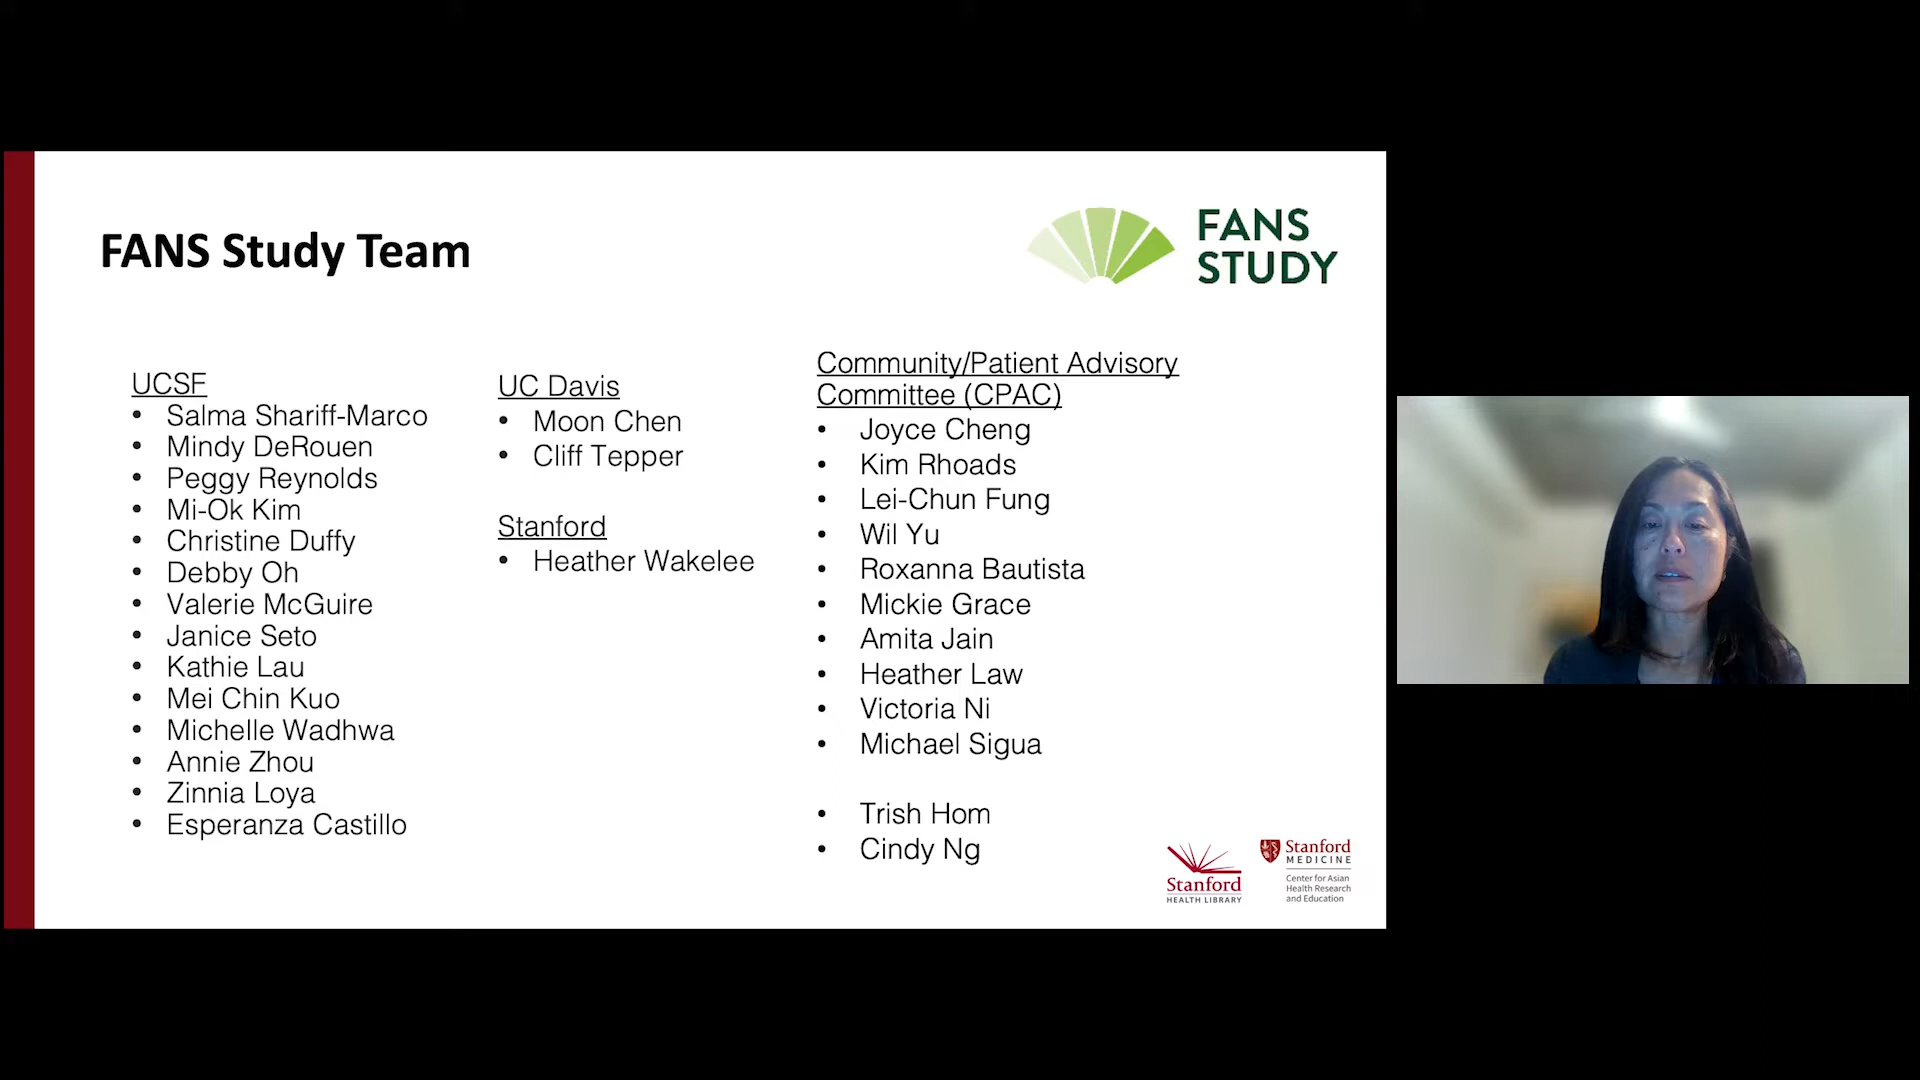 FANS Study Team
FANS
STUDY
UCSF
• Salma Shariff-Marco
• Mindy DeRouen
• Peggy Reynolds
• Mi-Ok Kim
• Christine Duffy
• Debby Oh
• Valerie McGuire
• Janice Seto
• Kathie Lau
• Mei Chin Kuo
• Michelle Wadhwa
• Annie Zhou
• Zinnia Loya
• Esperanza Castillo
UC Davis
• Moon Chen
• Cliff Tepper
Stanford
• Heather Wakelee
Community/Patient Advisory
Committee (CPAC)
• Joyce Cheng
• Kim Rhoads
• Lei-Chun Fung
• Wil Yu
• Roxanna Bautista
• Mickie Grace
• Amita Jain
• Heather Law
• Victoria Ni
• Michael Sigua
• Trish Hom
• Cindy Ng
Stanford
HEALTH LIBRARY
Stanford
MEDICINE
Center for Asian
Health Research
and Education